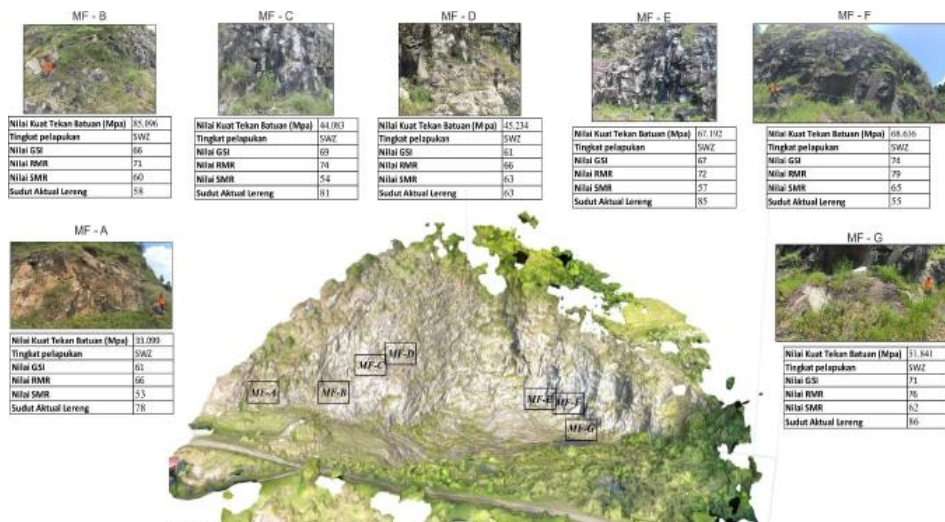 MF - B
Nilai Kuat Tekan Batuan (Mpa) 85.896
Tingkat pelapukan SWZ
Nilai GSI 66
Nilai RMR 71
Nilai SMR 60
Sudut Aktual Lereng 58
MF - C
Nilai Kuat Tekan Batuan (Mpa) 44.083
Tingkat pelapukan SWZ
Nilai GSI 69
Nilai RMR 74
Nilai SMR 54
Sudut Aktual Lereng 81
MF - D
Nilai Kuat Tekan Batuan (Mpa) 45.234
Tingkat pelapukan SWZ
Nilai GSI 61
Nilai RMR 66
Nilai SMR 63
Sudut Aktual Lereng 63
MF - E
Nilai Kuat Tekan Batuan (Mpa) 67.192
Tingkat pelapukan SWZ
Nilai GSI 67
Nilai RMR 72
Nilai SMR 57
Sudut Aktual Lereng 85
MF - F
Nilai Kuat Tekan Batuan (Mpa) 68.636
Tingkat pelapukan SWZ
Nilai GSI 74
Nilai RMR 79
Nilai SMR 65
Sudut Aktual Lereng 55
MF - A
Nilai Kuat Tekan Batuan (Mpa) 33.099
Tingkat pelapukan SWZ
Nilai GSI 61
Nilai RMR 66
Nilai SMR 53
Sudut Aktual Lereng 78
MF - G
Nilai Kuat Tekan Batuan (Mpa) 51.841
Tingkat pelapukan SWZ
Nilai GSI 71
Nilai RMR 76
Nilai SMR 62
Sudut Aktual Lereng 86
MF-D
MF-C
MF-A
MF-B
MF-E
MF-F
MF-G